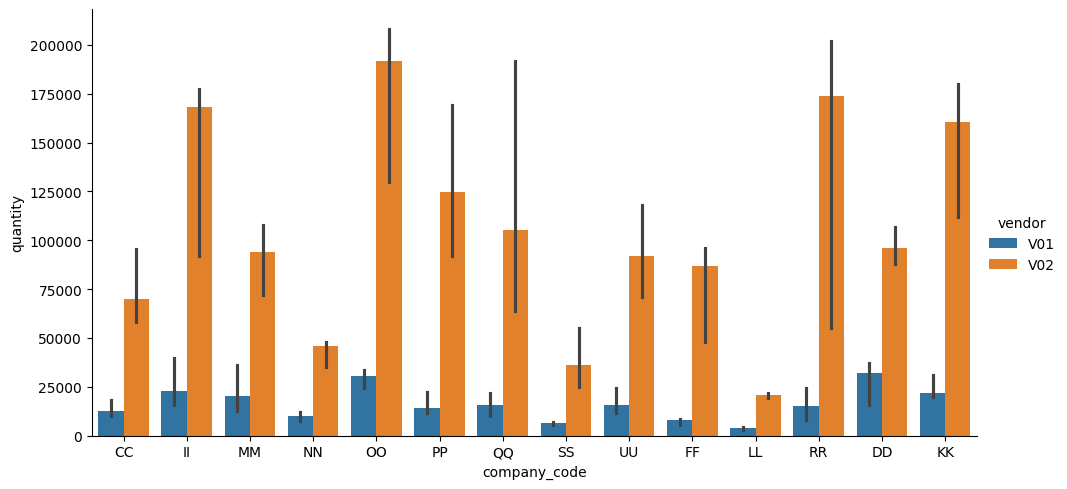 200000
175000
150000
125000
100000
75000
50000
25000
0
quantity
CC II MM NN OO PP QQ SS UU FF LL RR DD KK
company_code
vendor
V01
V02